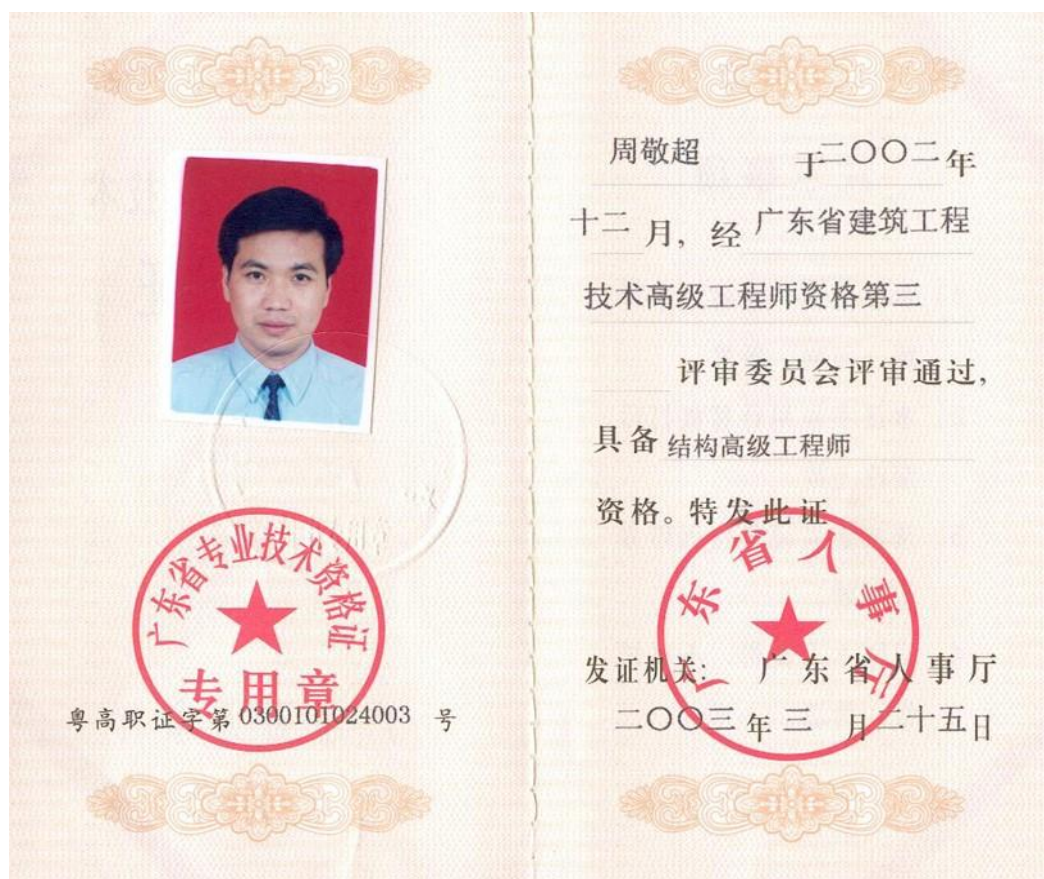 广东省专业技术资格证
专用章
粤高职证字第0300101024003 号
周敬超 于二〇〇二年
十二月，经广东省建筑工程
技术高级工程师资格第三
评审委员会评审通过，
具备结构高级工程师
资格。特发此证
广东省人事厅
发证机关：广东省人事厅
二〇〇三年三月二十五日